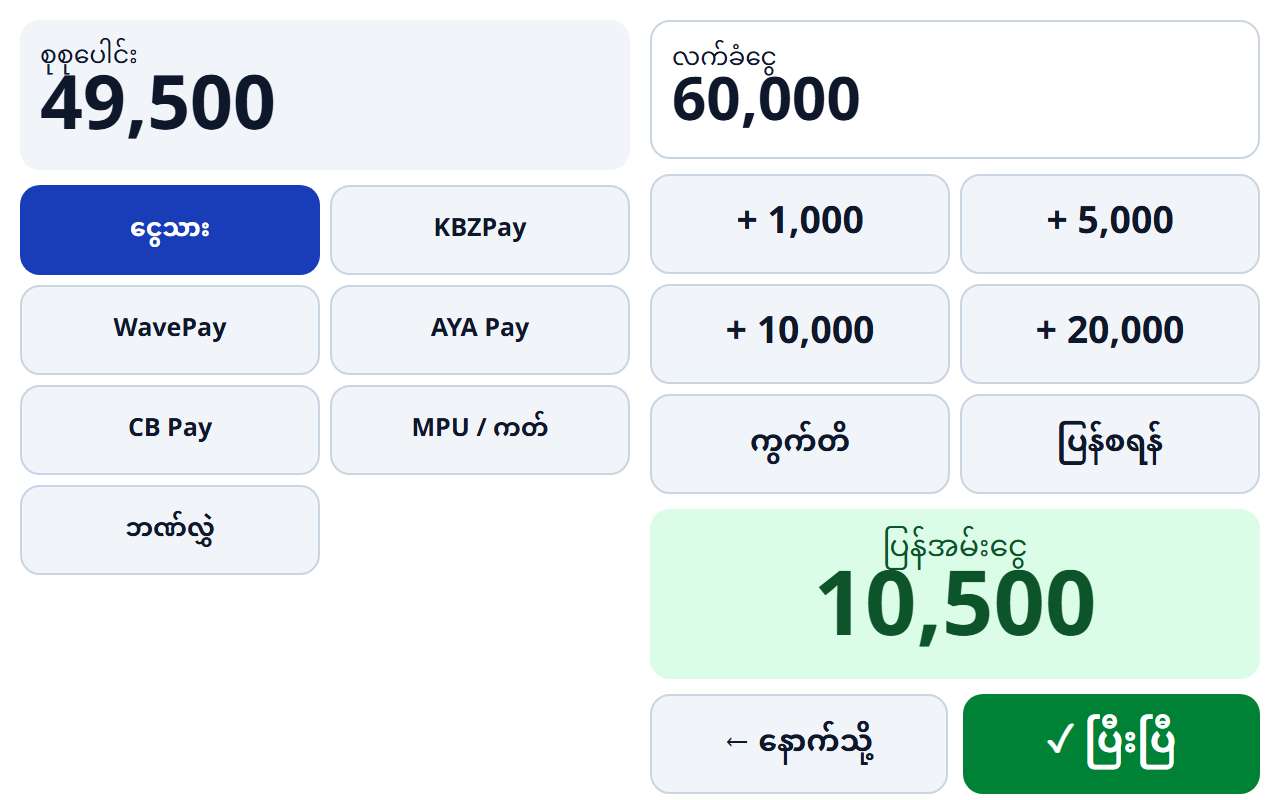 စုစုပေါင်း
49,500
ငွေသား
KBZPay
WavePay
AYA Pay
CB Pay
MPU / ကတ်
ဘဏ်လွှဲ
လက်ခံငွေ
60,000
+ 1,000
+ 5,000
+ 10,000
+ 20,000
ကွက်တိ
ပြန်စရန်
ပြန်အမ်းငွေ
10,500
← နောက်သို့
✓ ပြီးပြီ